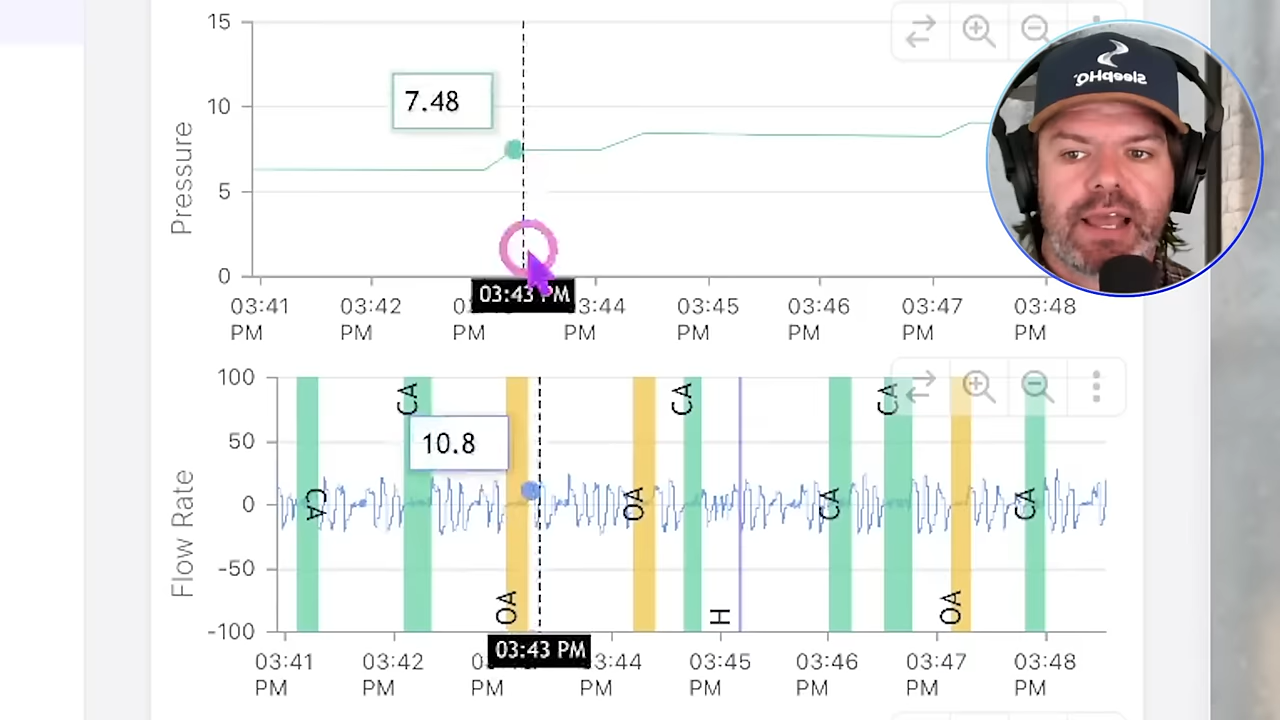 15
7.48
SleepHQ
10
Pressure
5
0
03:43 PM
03:41 PM
03:42 PM
03:44 PM
03:45 PM
03:46 PM
03:47 PM
03:48 PM
100
CA
CA
CA
50
10.8
Flow Rate
0
CA
OA
CA
CA
-50
OA
H
OA
-100
03:43 PM
03:41 PM
03:42 PM
03:44 PM
03:45 PM
03:46 PM
03:47 PM
03:48 PM